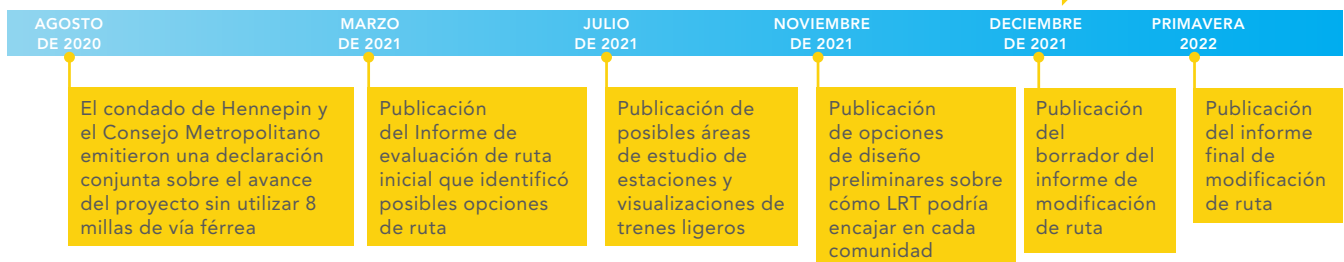 AGOSTO
DE 2020
MARZO
DE 2021
JULIO
DE 2021
NOVIEMBRE
DE 2021
DECIEMBRE
DE 2021
PRIMAVERA
2022
El condado de Hennepin y
el Consejo Metropolitano
emitieron una declaración
conjunta sobre el avance
del proyecto sin utilizar 8
millas de vía férrea
Publicación
del Informe de
evaluación de ruta
inicial que identificó
posibles opciones
de ruta
Publicación de
posibles áreas
de estudio de
estaciones y
visualizaciones de
trenes ligeros
Publicación
de opciones
de diseño
preliminares sobre
cómo LRT podría
encajar en cada
comunidad
Publicación
del
borrador del
informe de
modificación
de ruta
Publicación
del informe
final de
modificación
de ruta